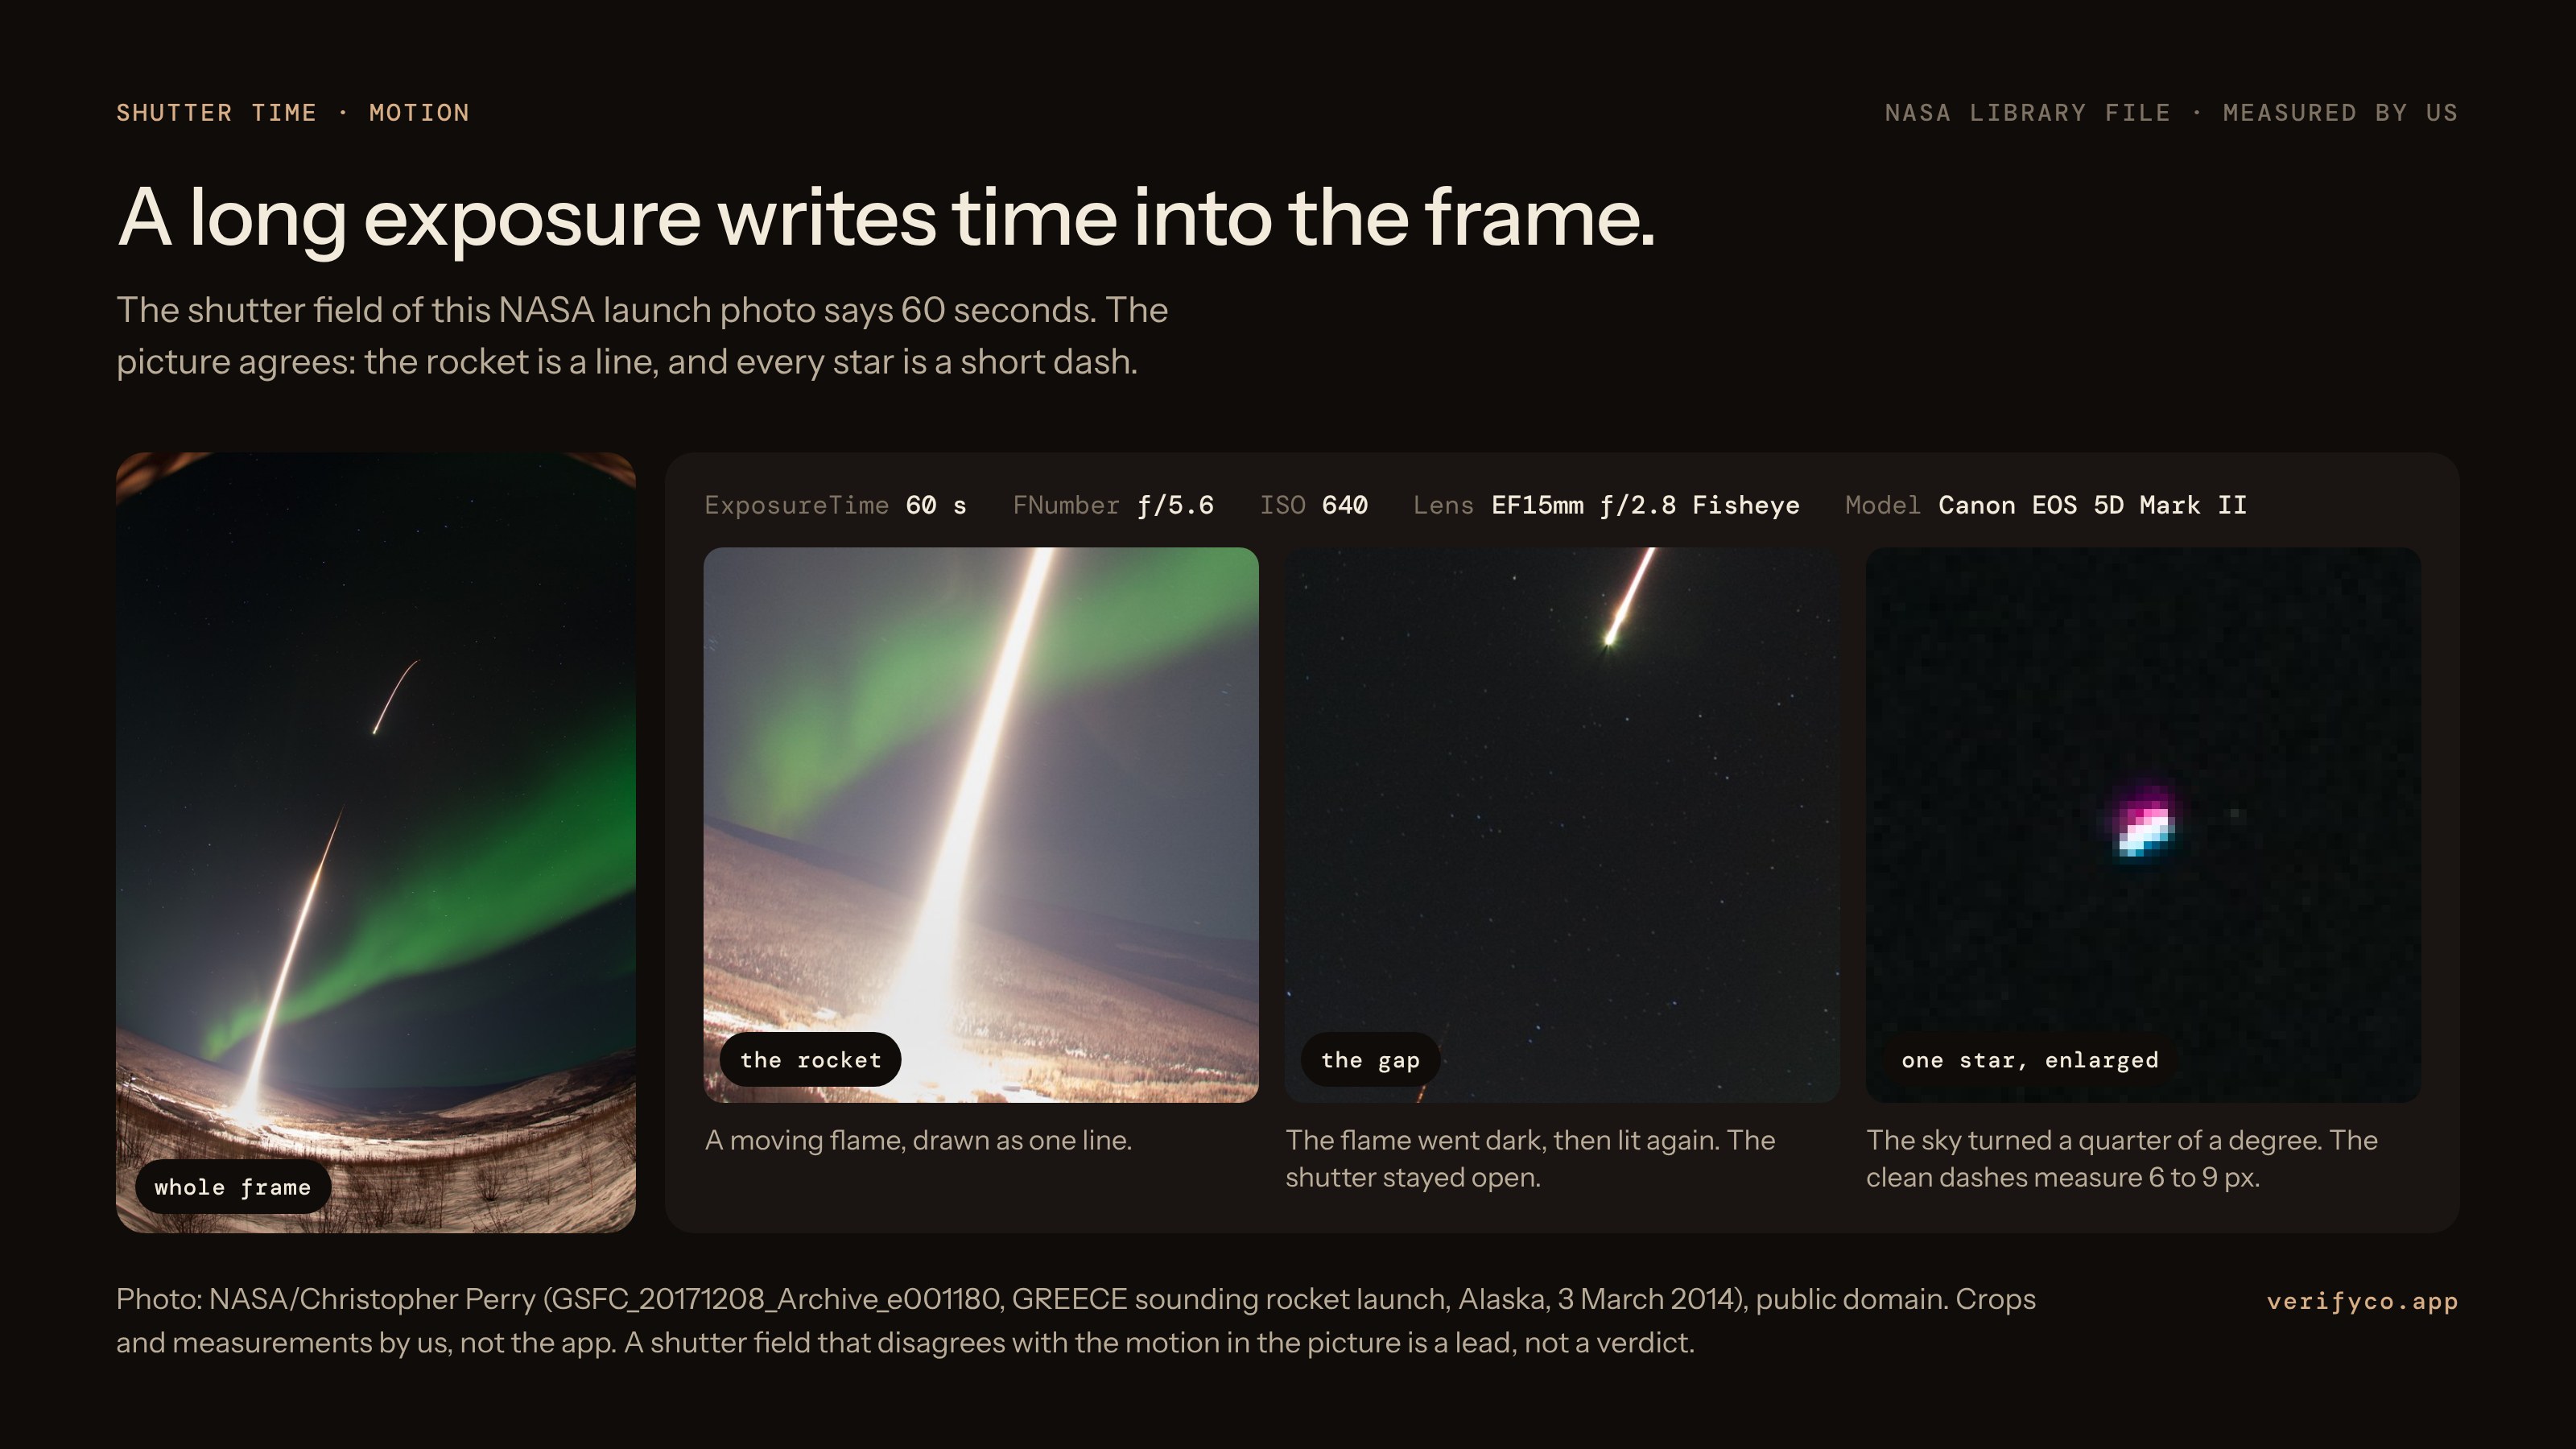 SHUTTER TIME · MOTION
NASA LIBRARY FILE · MEASURED BY US
A long exposure writes time into the frame.
The shutter field of this NASA launch photo says 60 seconds. The
picture agrees: the rocket is a line, and every star is a short dash.
whole frame
ExposureTime 60 s FNumber ƒ/5.6 ISO 640 Lens EF15mm ƒ/2.8 Fisheye Model Canon EOS 5D Mark II
the rocket
A moving flame, drawn as one line.
the gap
The flame went dark, then lit again. The
shutter stayed open.
one star, enlarged
The sky turned a quarter of a degree. The
clean dashes measure 6 to 9 px.
Photo: NASA/Christopher Perry (GSFC_20171208_Archive_e001180, GREECE sounding rocket launch, Alaska, 3 March 2014), public domain. Crops
and measurements by us, not the app. A shutter field that disagrees with the motion in the picture is a lead, not a verdict.
verifyco.app